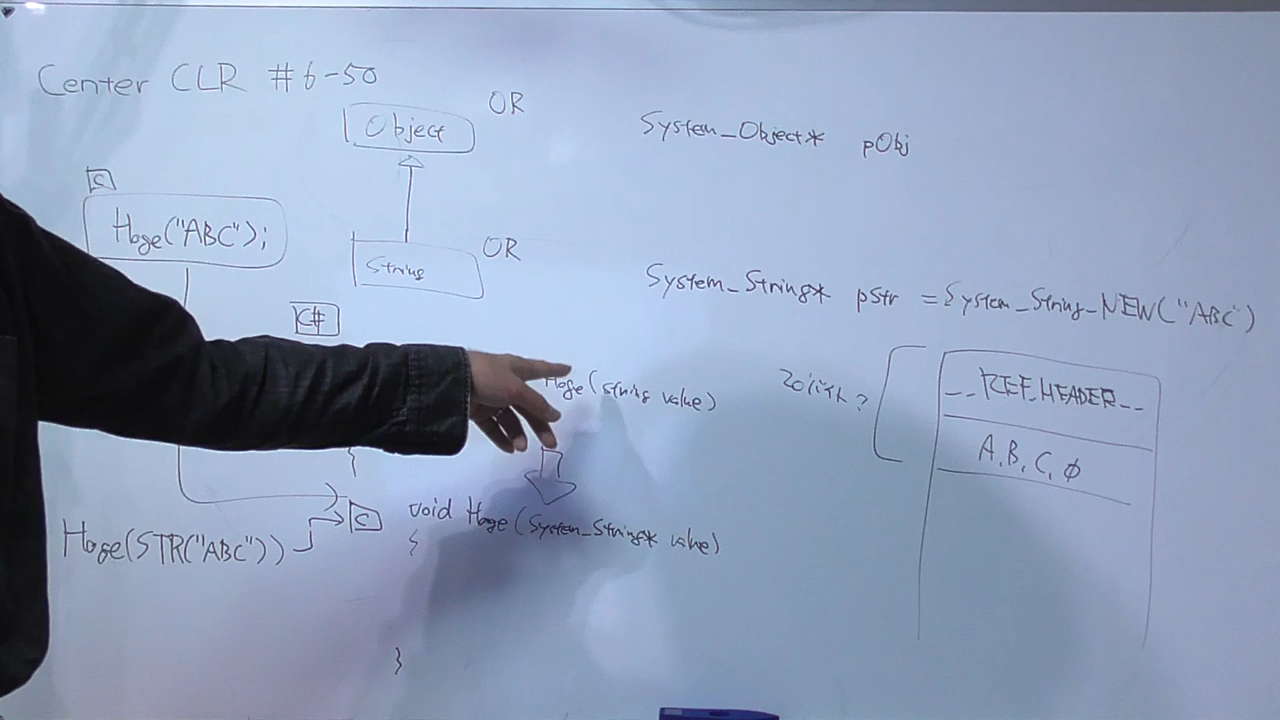 Center CLR #6-50
Object
OR
System_Object* pObj
C
Hoge("ABC");
String
OR
System_String* pStr = System_String_NEW("ABC")
C#
Hoge(string value)
20バイト?
__REF_HEADER__
A, B, C, φ
{
C
void Hoge(System_String* value)
{
Hoge(STR("ABC"))
}